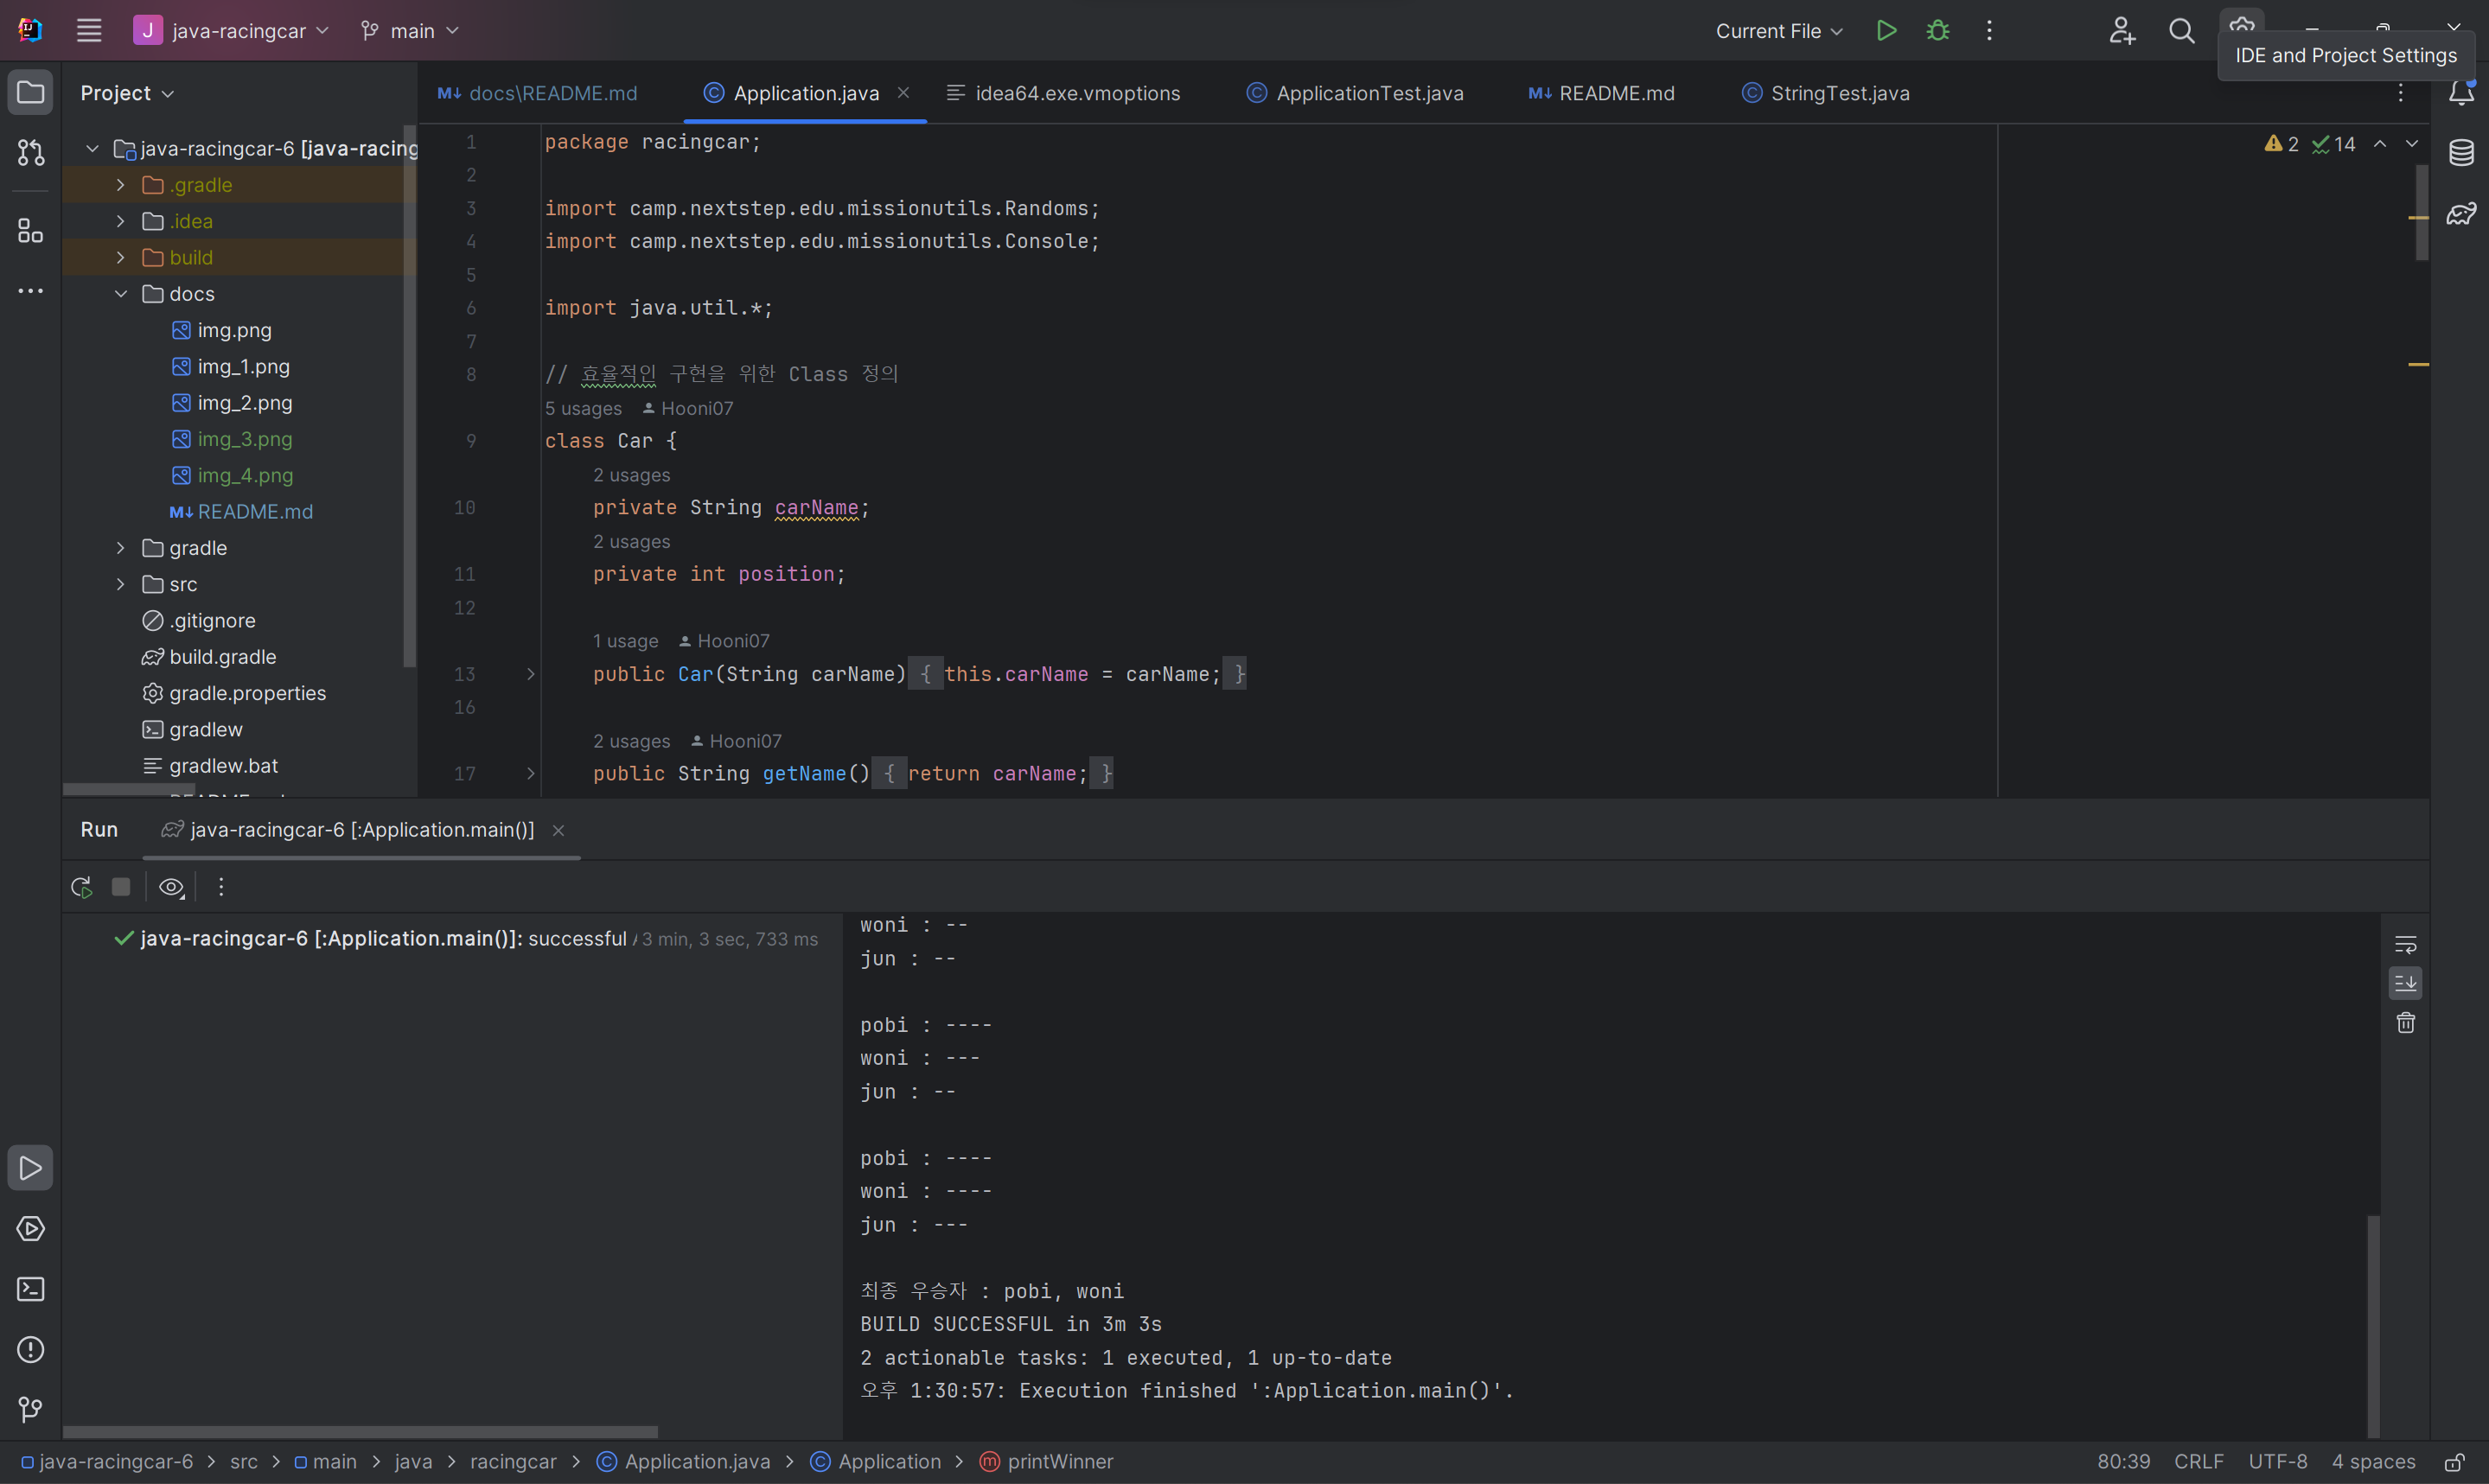 J java-racingcar main Current File
IDE and Project Settings
Project
java-racingcar-6 [java-racing
.gradle
.idea
build
docs
img.png
img_1.png
img_2.png
img_3.png
img_4.png
README.md
gradle
src
.gitignore
build.gradle
gradle.properties
gradlew
gradlew.bat
docs\README.md Application.java idea64.exe.vmoptions ApplicationTest.java README.md StringTest.java
2 14
1 package racingcar;
2
3 import camp.nextstep.edu.missionutils.Randoms;
4 import camp.nextstep.edu.missionutils.Console;
5
6 import java.util.*;
7
8 // 효율적인 구현을 위한 Class 정의
5 usages Hooni07
9 class Car {
2 usages
10 private String carName;
2 usages
11 private int position;
12
1 usage Hooni07
13 public Car(String carName) { this.carName = carName; }
16
2 usages Hooni07
17 public String getName() { return carName; }
Run java-racingcar-6 [:Application.main()]
java-racingcar-6 [:Application.main()]: successful 3 min, 3 sec, 733 ms
woni : --
jun : --
pobi : ----
woni : ---
jun : --
pobi : ----
woni : ----
jun : ---
최종 우승자 : pobi, woni
BUILD SUCCESSFUL in 3m 3s
2 actionable tasks: 1 executed, 1 up-to-date
오후 1:30:57: Execution finished ':Application.main()'.
java-racingcar-6 > src > main > java > racingcar > Application.java > Application > printWinner
80:39 CRLF UTF-8 4 spaces